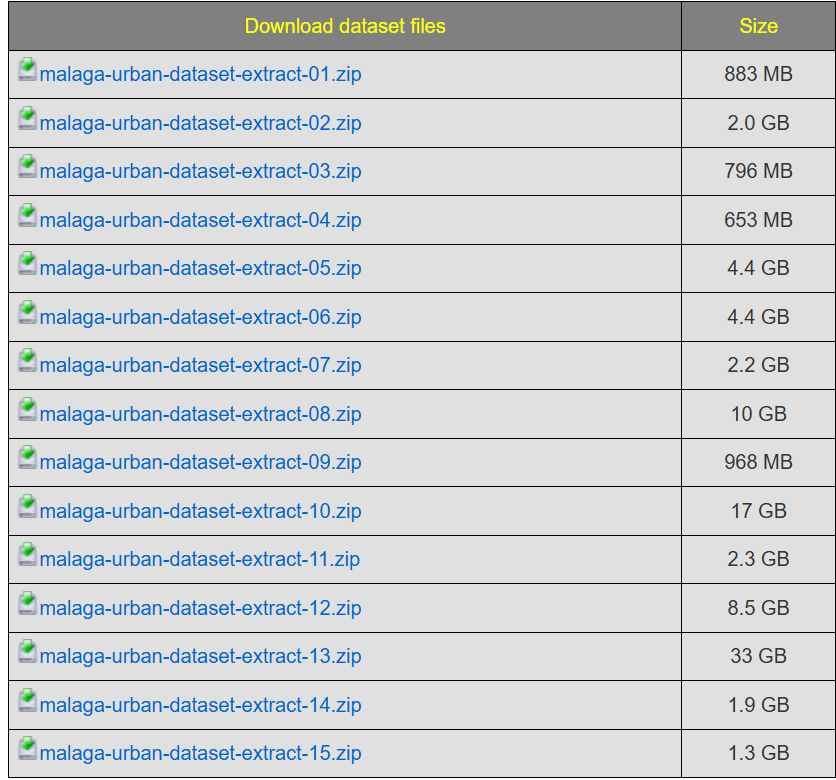 Download dataset files Size
malaga-urban-dataset-extract-01.zip 883 MB
malaga-urban-dataset-extract-02.zip 2.0 GB
malaga-urban-dataset-extract-03.zip 796 MB
malaga-urban-dataset-extract-04.zip 653 MB
malaga-urban-dataset-extract-05.zip 4.4 GB
malaga-urban-dataset-extract-06.zip 4.4 GB
malaga-urban-dataset-extract-07.zip 2.2 GB
malaga-urban-dataset-extract-08.zip 10 GB
malaga-urban-dataset-extract-09.zip 968 MB
malaga-urban-dataset-extract-10.zip 17 GB
malaga-urban-dataset-extract-11.zip 2.3 GB
malaga-urban-dataset-extract-12.zip 8.5 GB
malaga-urban-dataset-extract-13.zip 33 GB
malaga-urban-dataset-extract-14.zip 1.9 GB
malaga-urban-dataset-extract-15.zip 1.3 GB